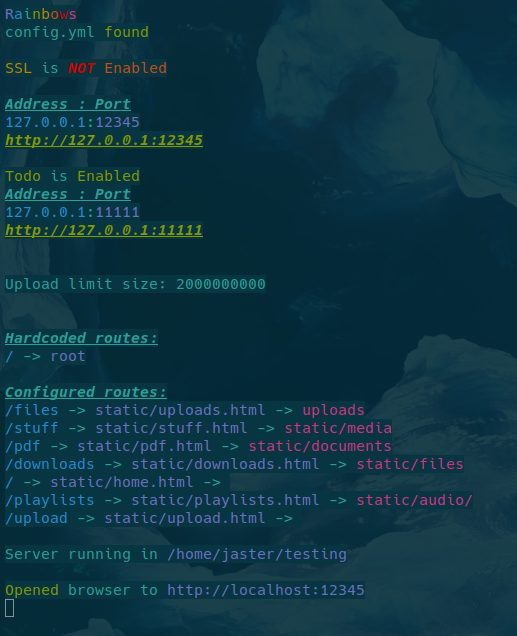 Rainbows
config.yml found
SSL is NOT Enabled
Address : Port
127.0.0.1:12345
http://127.0.0.1:12345
Todo is Enabled
Address : Port
127.0.0.1:11111
http://127.0.0.1:11111
Upload limit size: 2000000000
Hardcoded routes:
/ -> root
Configured routes:
/files -> static/uploads.html -> uploads
/stuff -> static/stuff.html -> static/media
/pdf -> static/pdf.html -> static/documents
/downloads -> static/downloads.html -> static/files
/ -> static/home.html ->
/playlists -> static/playlists.html -> static/audio/
/upload -> static/upload.html ->
Server running in /home/jaster/testing
Opened browser to http://localhost:12345